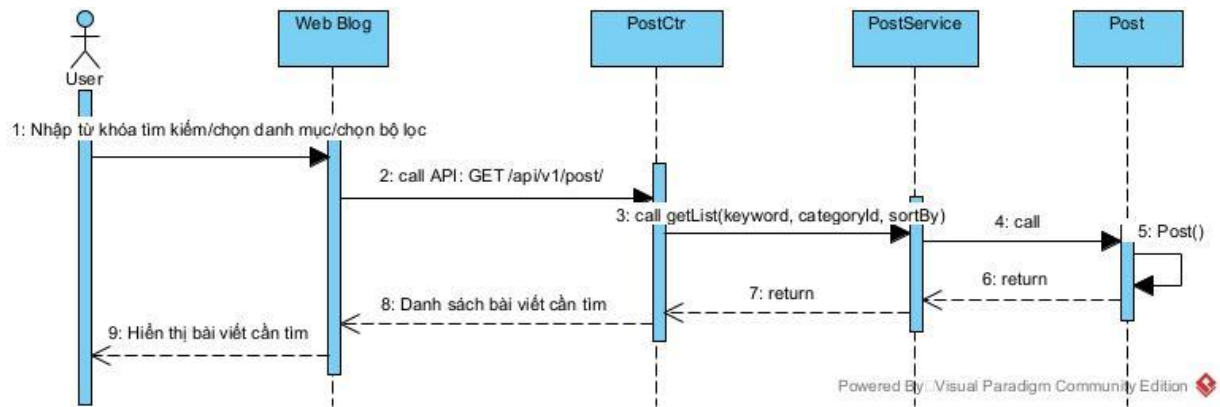 User
Web Blog
PostCtr
PostService
Post
1: Nhập từ khóa tìm kiếm/chọn danh mục/chọn bộ lọc
2: call API: GET /api/v1/post/
3: call getList(keyword, categoryId, sortBy)
4: call
5: Post()
6: return
7: return
8: Danh sách bài viết cần tìm
9: Hiển thị bài viết cần tìm
Powered By Visual Paradigm Community Edition